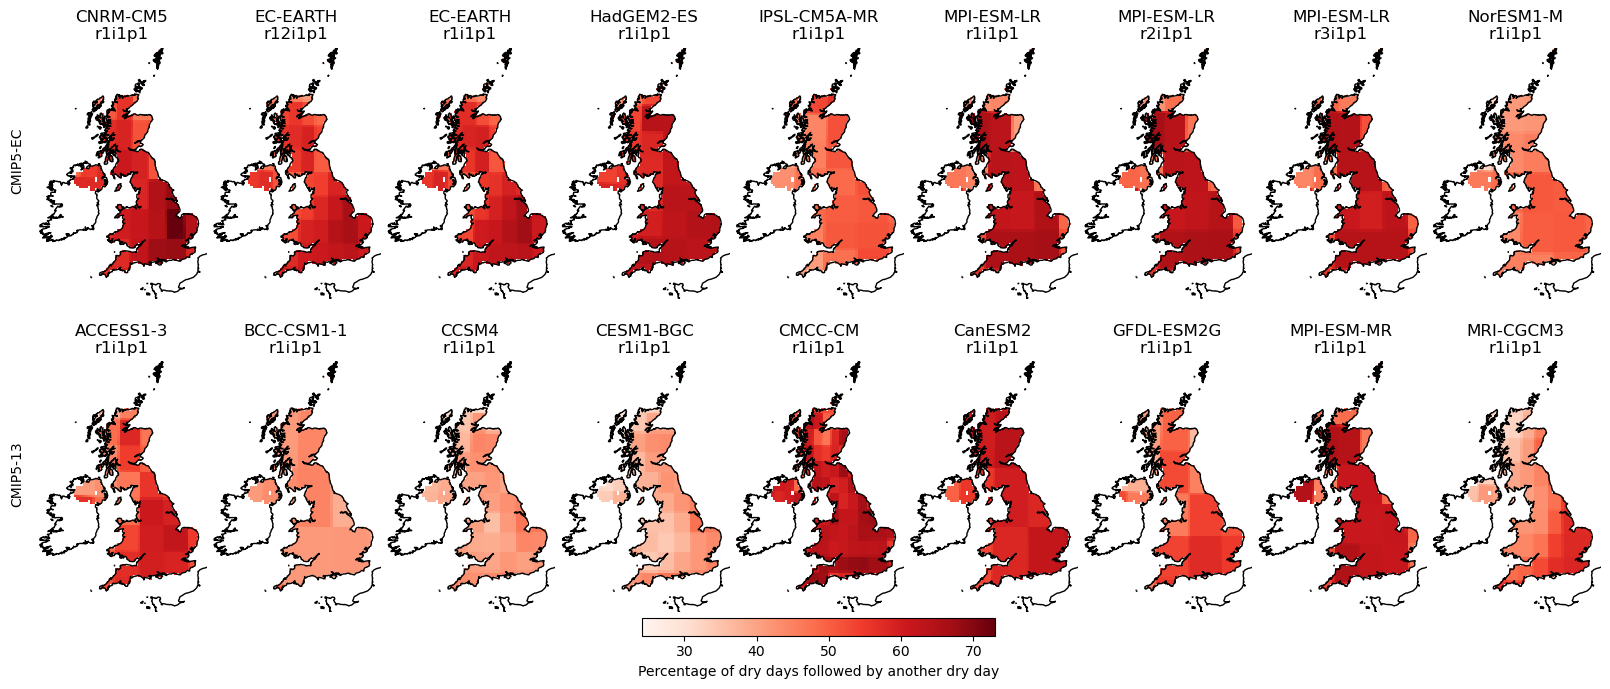 CNRM-CM5 EC-EARTH EC-EARTH HadGEM2-ES IPSL-CM5A-MR MPI-ESM-LR MPI-ESM-LR MPI-ESM-LR NorESM1-M
r1i1p1 r12i1p1 r1i1p1 r1i1p1 r1i1p1 r1i1p1 r2i1p1 r3i1p1 r1i1p1
CMIP5-EC
ACCESS1-3 BCC-CSM1-1 CCSM4 CESM1-BGC CMCC-CM CanESM2 GFDL-ESM2G MPI-ESM-MR MRI-CGCM3
r1i1p1 r1i1p1 r1i1p1 r1i1p1 r1i1p1 r1i1p1 r1i1p1 r1i1p1 r1i1p1
CMIP5-13
30 40 50 60 70
Percentage of dry days followed by another dry day